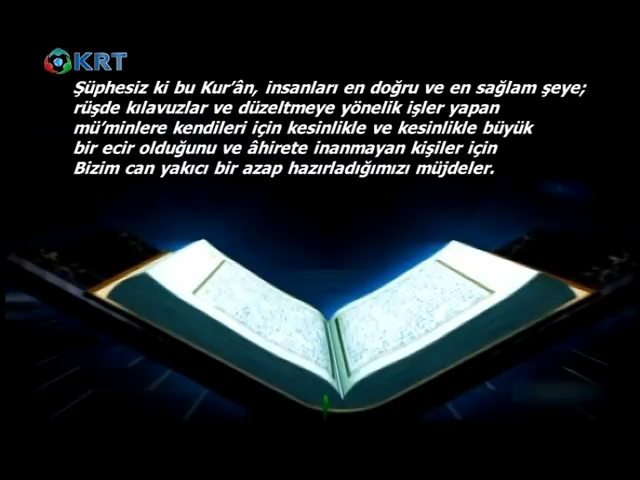 KRT
Şüphesiz ki bu Kur’ân, insanları en doğru ve en sağlam şeye;
rüşde kılavuzlar ve düzeltmeye yönelik işler yapan
mü’minlere kendileri için kesinlikle ve kesinlikle büyük
bir ecir olduğunu ve âhirete inanmayan kişiler için
Bizim can yakıcı bir azap hazırladığımızı müjdeler.